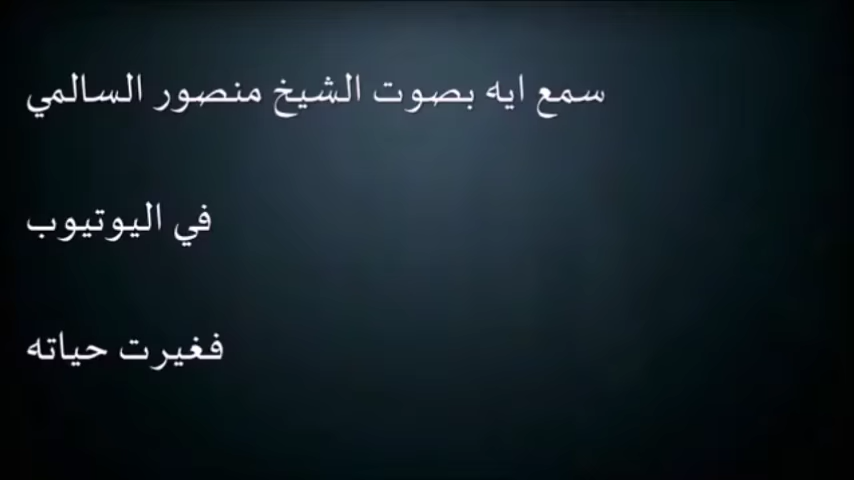 سمع ايه بصوت الشيخ منصور السالمي
في اليوتيوب
فغيرت حياته